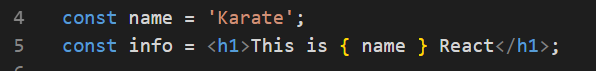 4 const name = 'Karate';
5 const info = <h1>This is { name } React</h1>;